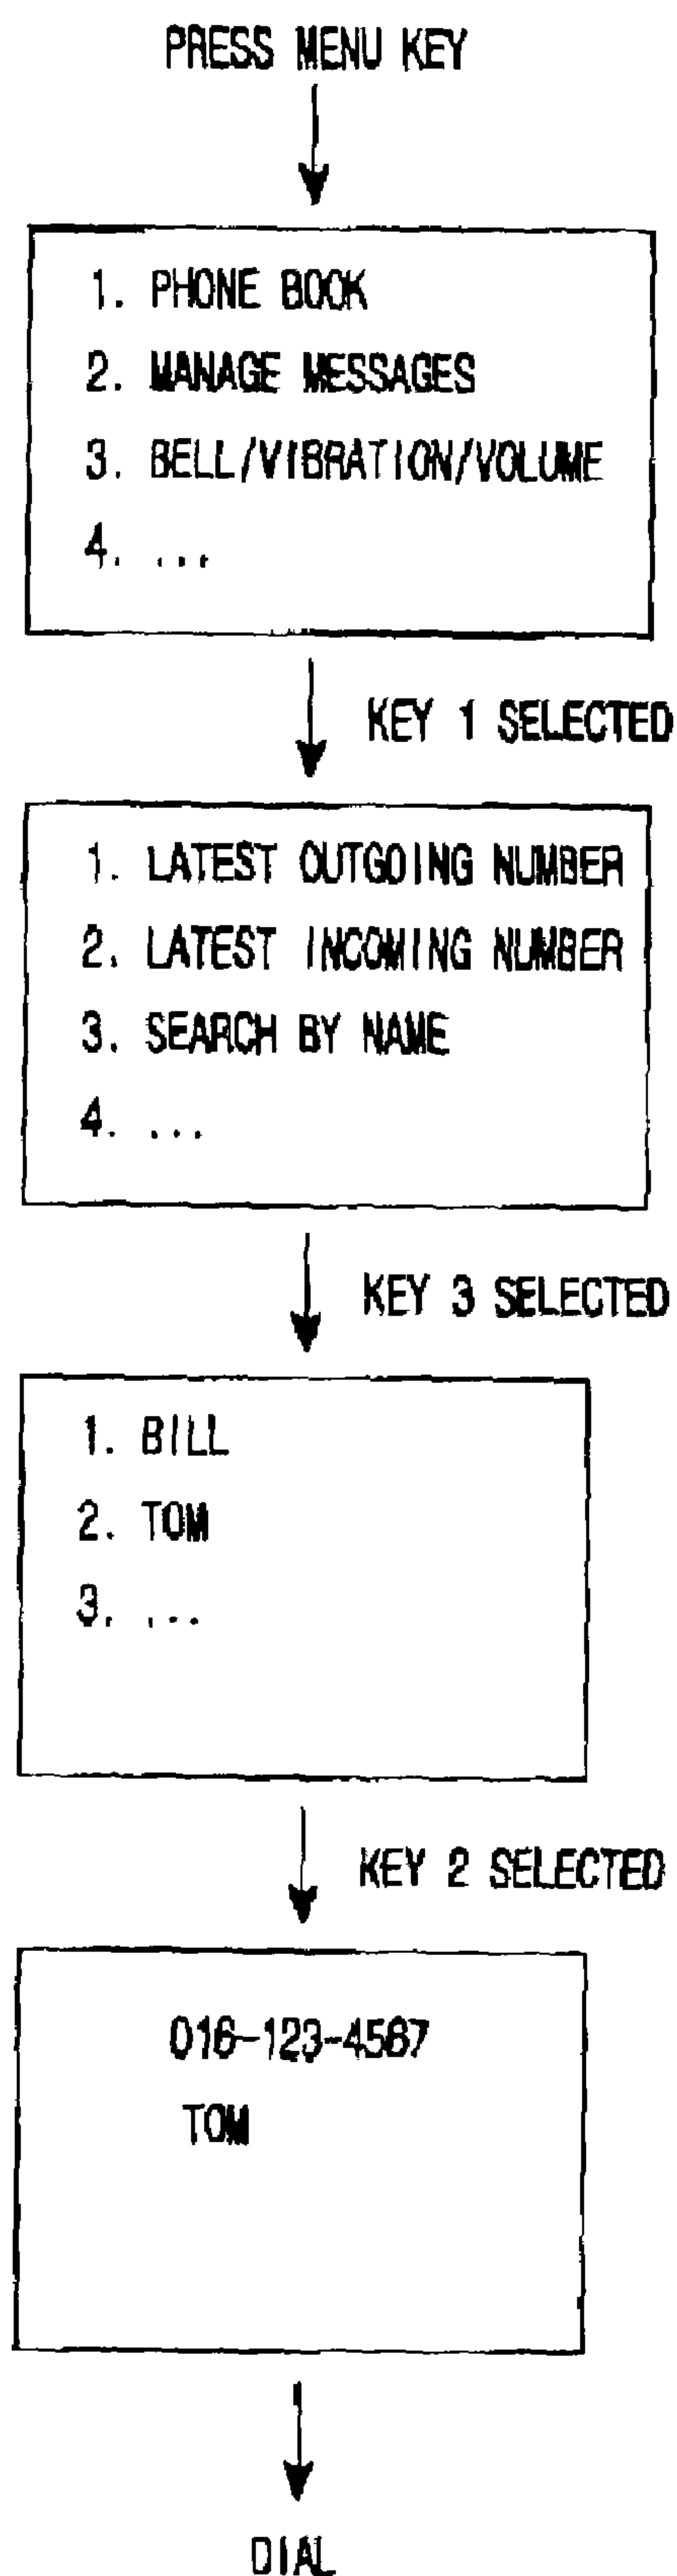 PRESS MENU KEY
1. PHONE BOOK
2. MANAGE MESSAGES
3. BELL/VIBRATION/VOLUME
4. ...
KEY 1 SELECTED
1. LATEST OUTGOING NUMBER
2. LATEST INCOMING NUMBER
3. SEARCH BY NAME
4. ...
KEY 3 SELECTED
1. BILL
2. TOM
3. ...
KEY 2 SELECTED
016-123-4567
TOM
DIAL